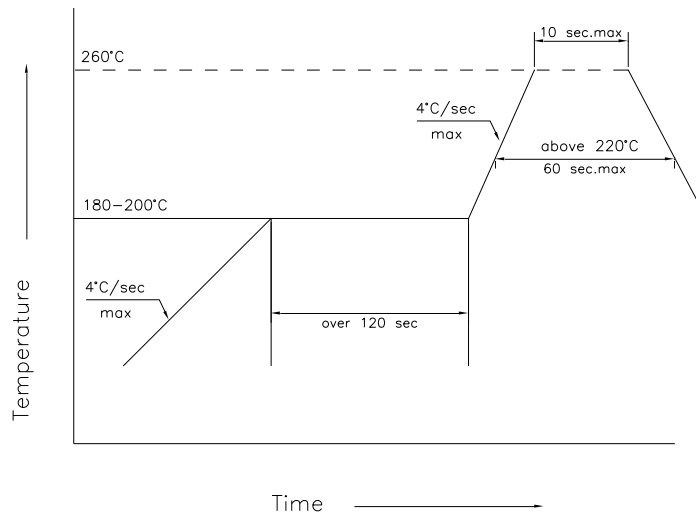 10 sec.max
260°C
4°C/sec
max
above 220°C
60 sec.max
180-200°C
4°C/sec
max
over 120 sec
Temperature
Time